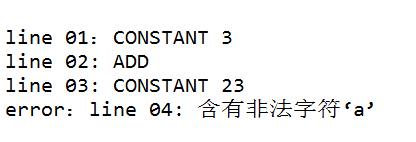 line 01: CONSTANT 3
line 02: ADD
line 03: CONSTANT 23
error: line 04: 含有非法字符‘a’